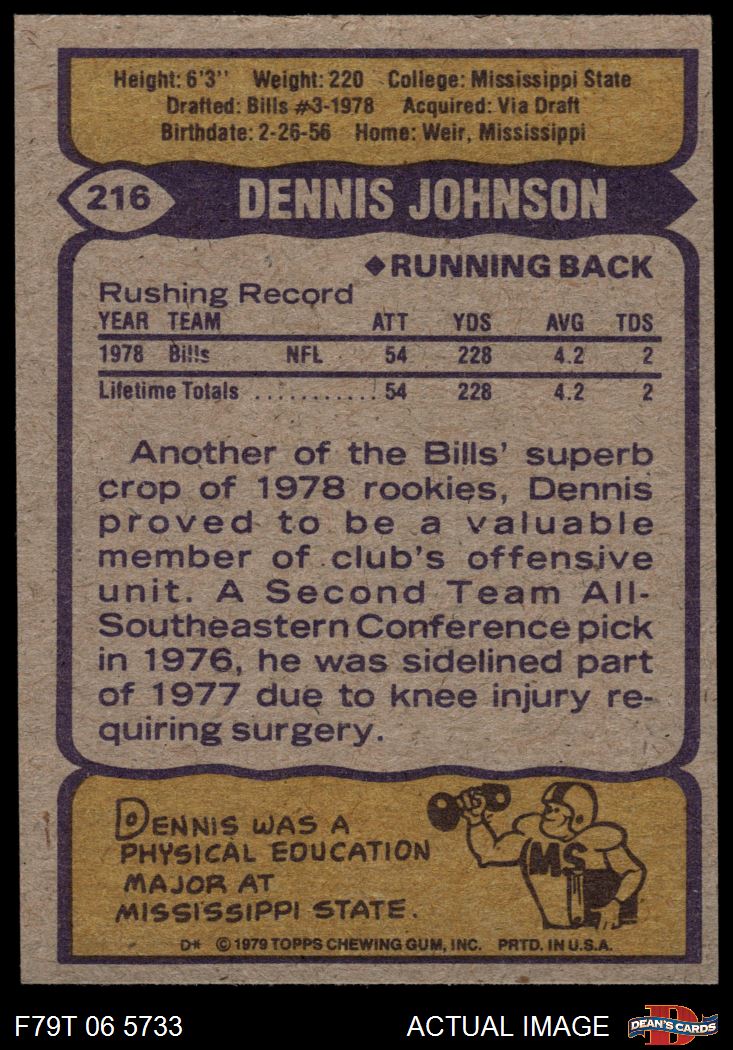 Height: 6'3'' Weight: 220 College: Mississippi State
Drafted: Bills #3-1978 Acquired: Via Draft
Birthdate: 2-26-56 Home: Weir, Mississippi
216 DENNIS JOHNSON
◆RUNNING BACK
Rushing Record
YEAR TEAM ATT YDS AVG TDS
1978 Bills NFL 54 228 4.2 2
Lifetime Totals ........... 54 228 4.2 2
Another of the Bills' superb
crop of 1978 rookies, Dennis
proved to be a valuable
member of club's offensive
unit. A Second Team All-
Southeastern Conference pick
in 1976, he was sidelined part
of 1977 due to knee injury re-
quiring surgery.
DENNIS WAS A
PHYSICAL EDUCATION
MAJOR AT
MISSISSIPPI STATE.
MS
D* © 1979 TOPPS CHEWING GUM, INC. PRTD. IN U.S.A.
F79T 06 5733 ACTUAL IMAGE D DEAN'S CARDS